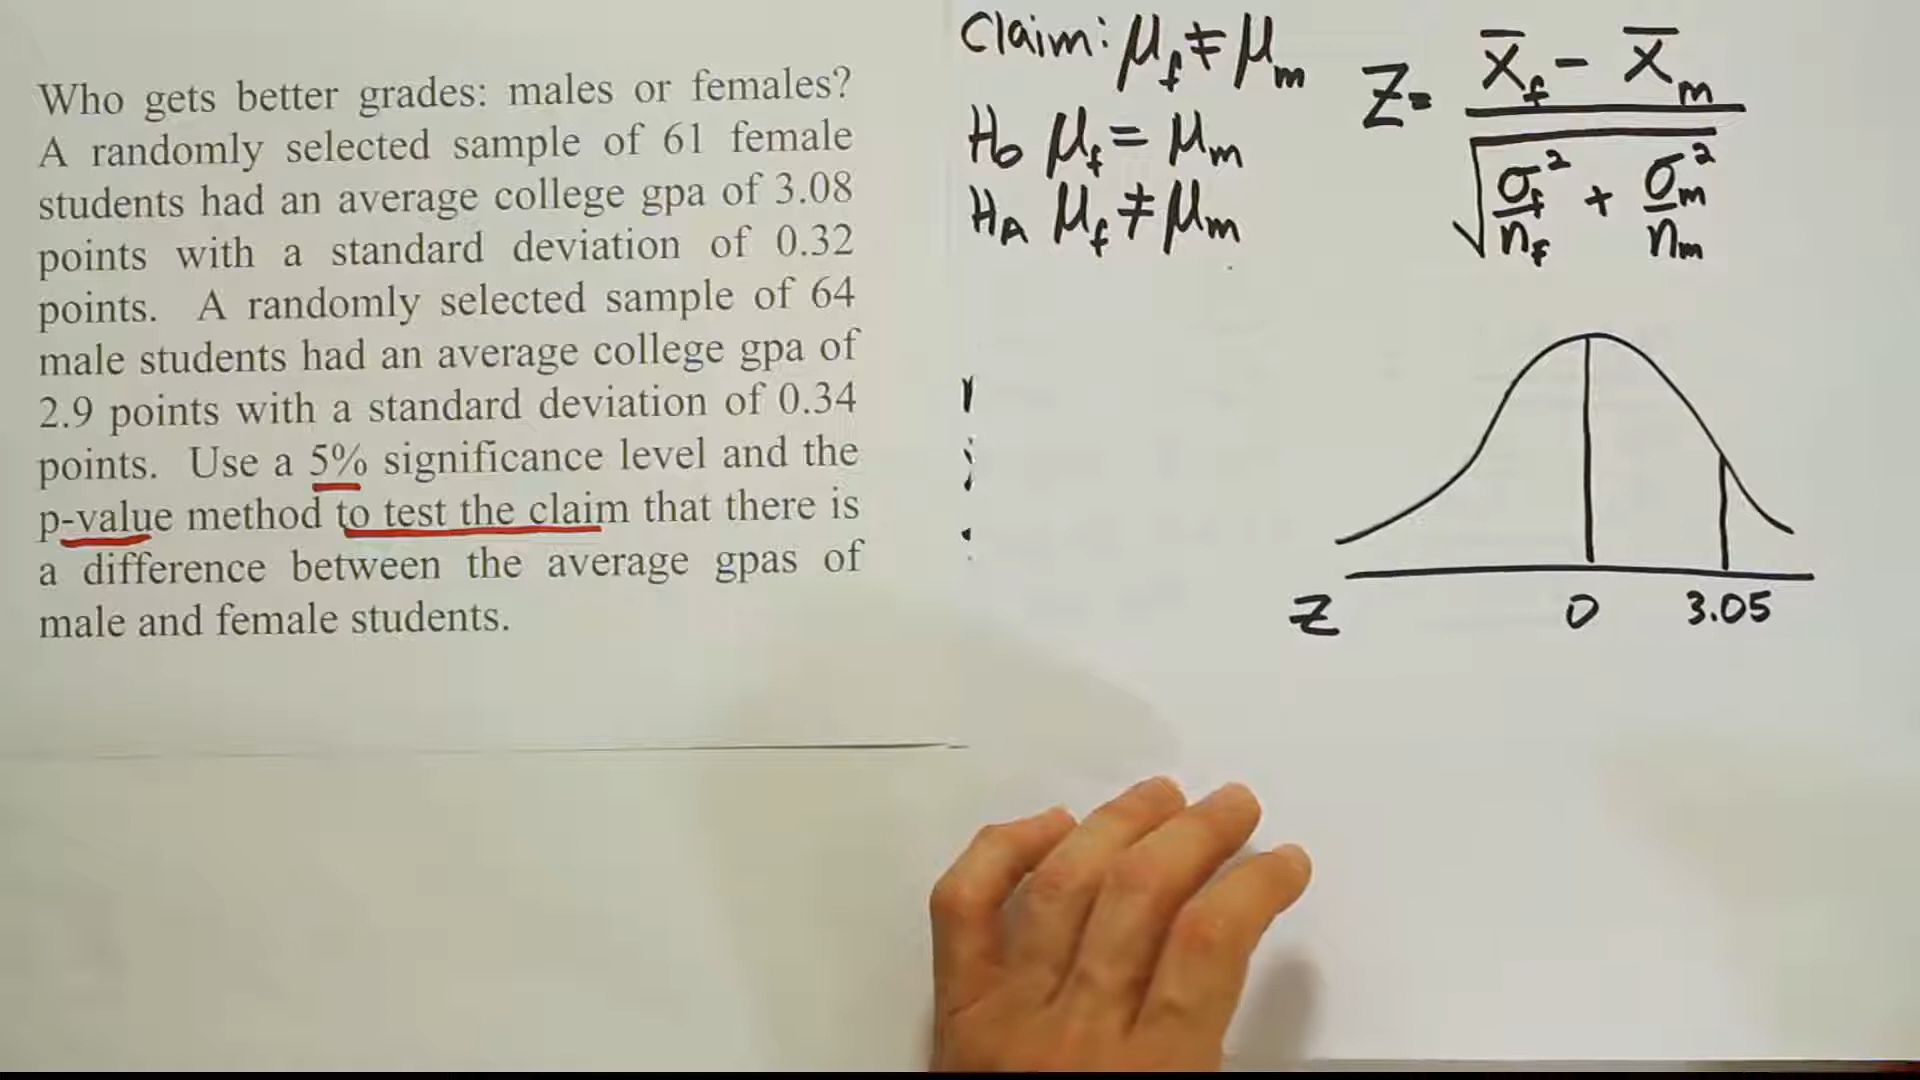 Who gets better grades: males or females?
A randomly selected sample of 61 female
students had an average college gpa of 3.08
points with a standard deviation of 0.32
points. A randomly selected sample of 64
male students had an average college gpa of
2.9 points with a standard deviation of 0.34
points. Use a 5% significance level and the
p-value method to test the claim that there is
a difference between the average gpas of
male and female students.
Claim: μf ≠ μm
H0 μf = μm
HA μf ≠ μm
Z = (x̄f - x̄m) / √(σf²/nf + σm²/nm)
Z 0 3.05